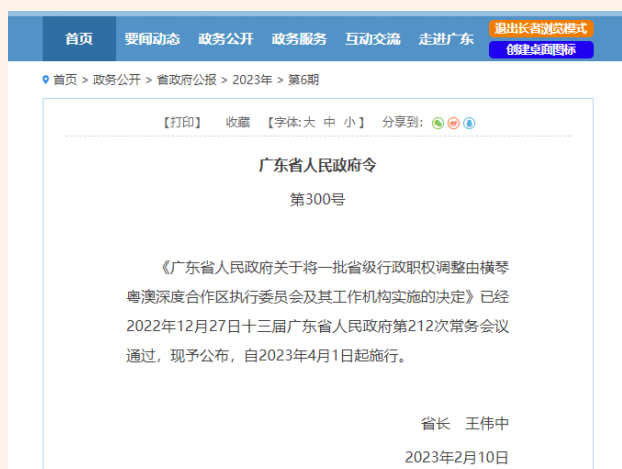 首页 要闻动态 政务公开 政务服务 互动交流 走进广东 退出长者浏览模式
创建桌面图标
首页 > 政务公开 > 省政府公报 > 2023年 > 第6期
【打印】 收藏 【字体:大 中 小】 分享到:
广东省人民政府令
第300号
《广东省人民政府关于将一批省级行政职权调整由横琴
粤澳深度合作区执行委员会及其工作机构实施的决定》已经
2022年12月27日十三届广东省人民政府第212次常务会议
通过，现予公布，自2023年4月1日起施行。
省长 王伟中
2023年2月10日